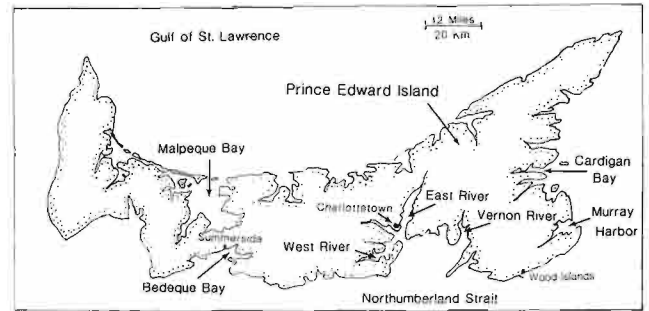 12 Miles
20 Km
Gulf of St. Lawrence
Prince Edward Island
Malpeque Bay
Cardigan
Bay
East River
Charlottetown
Vernon River
Murray
Harbor
Summerside
West River
Wood Islands
Bedeque Bay
Northumberland Strait